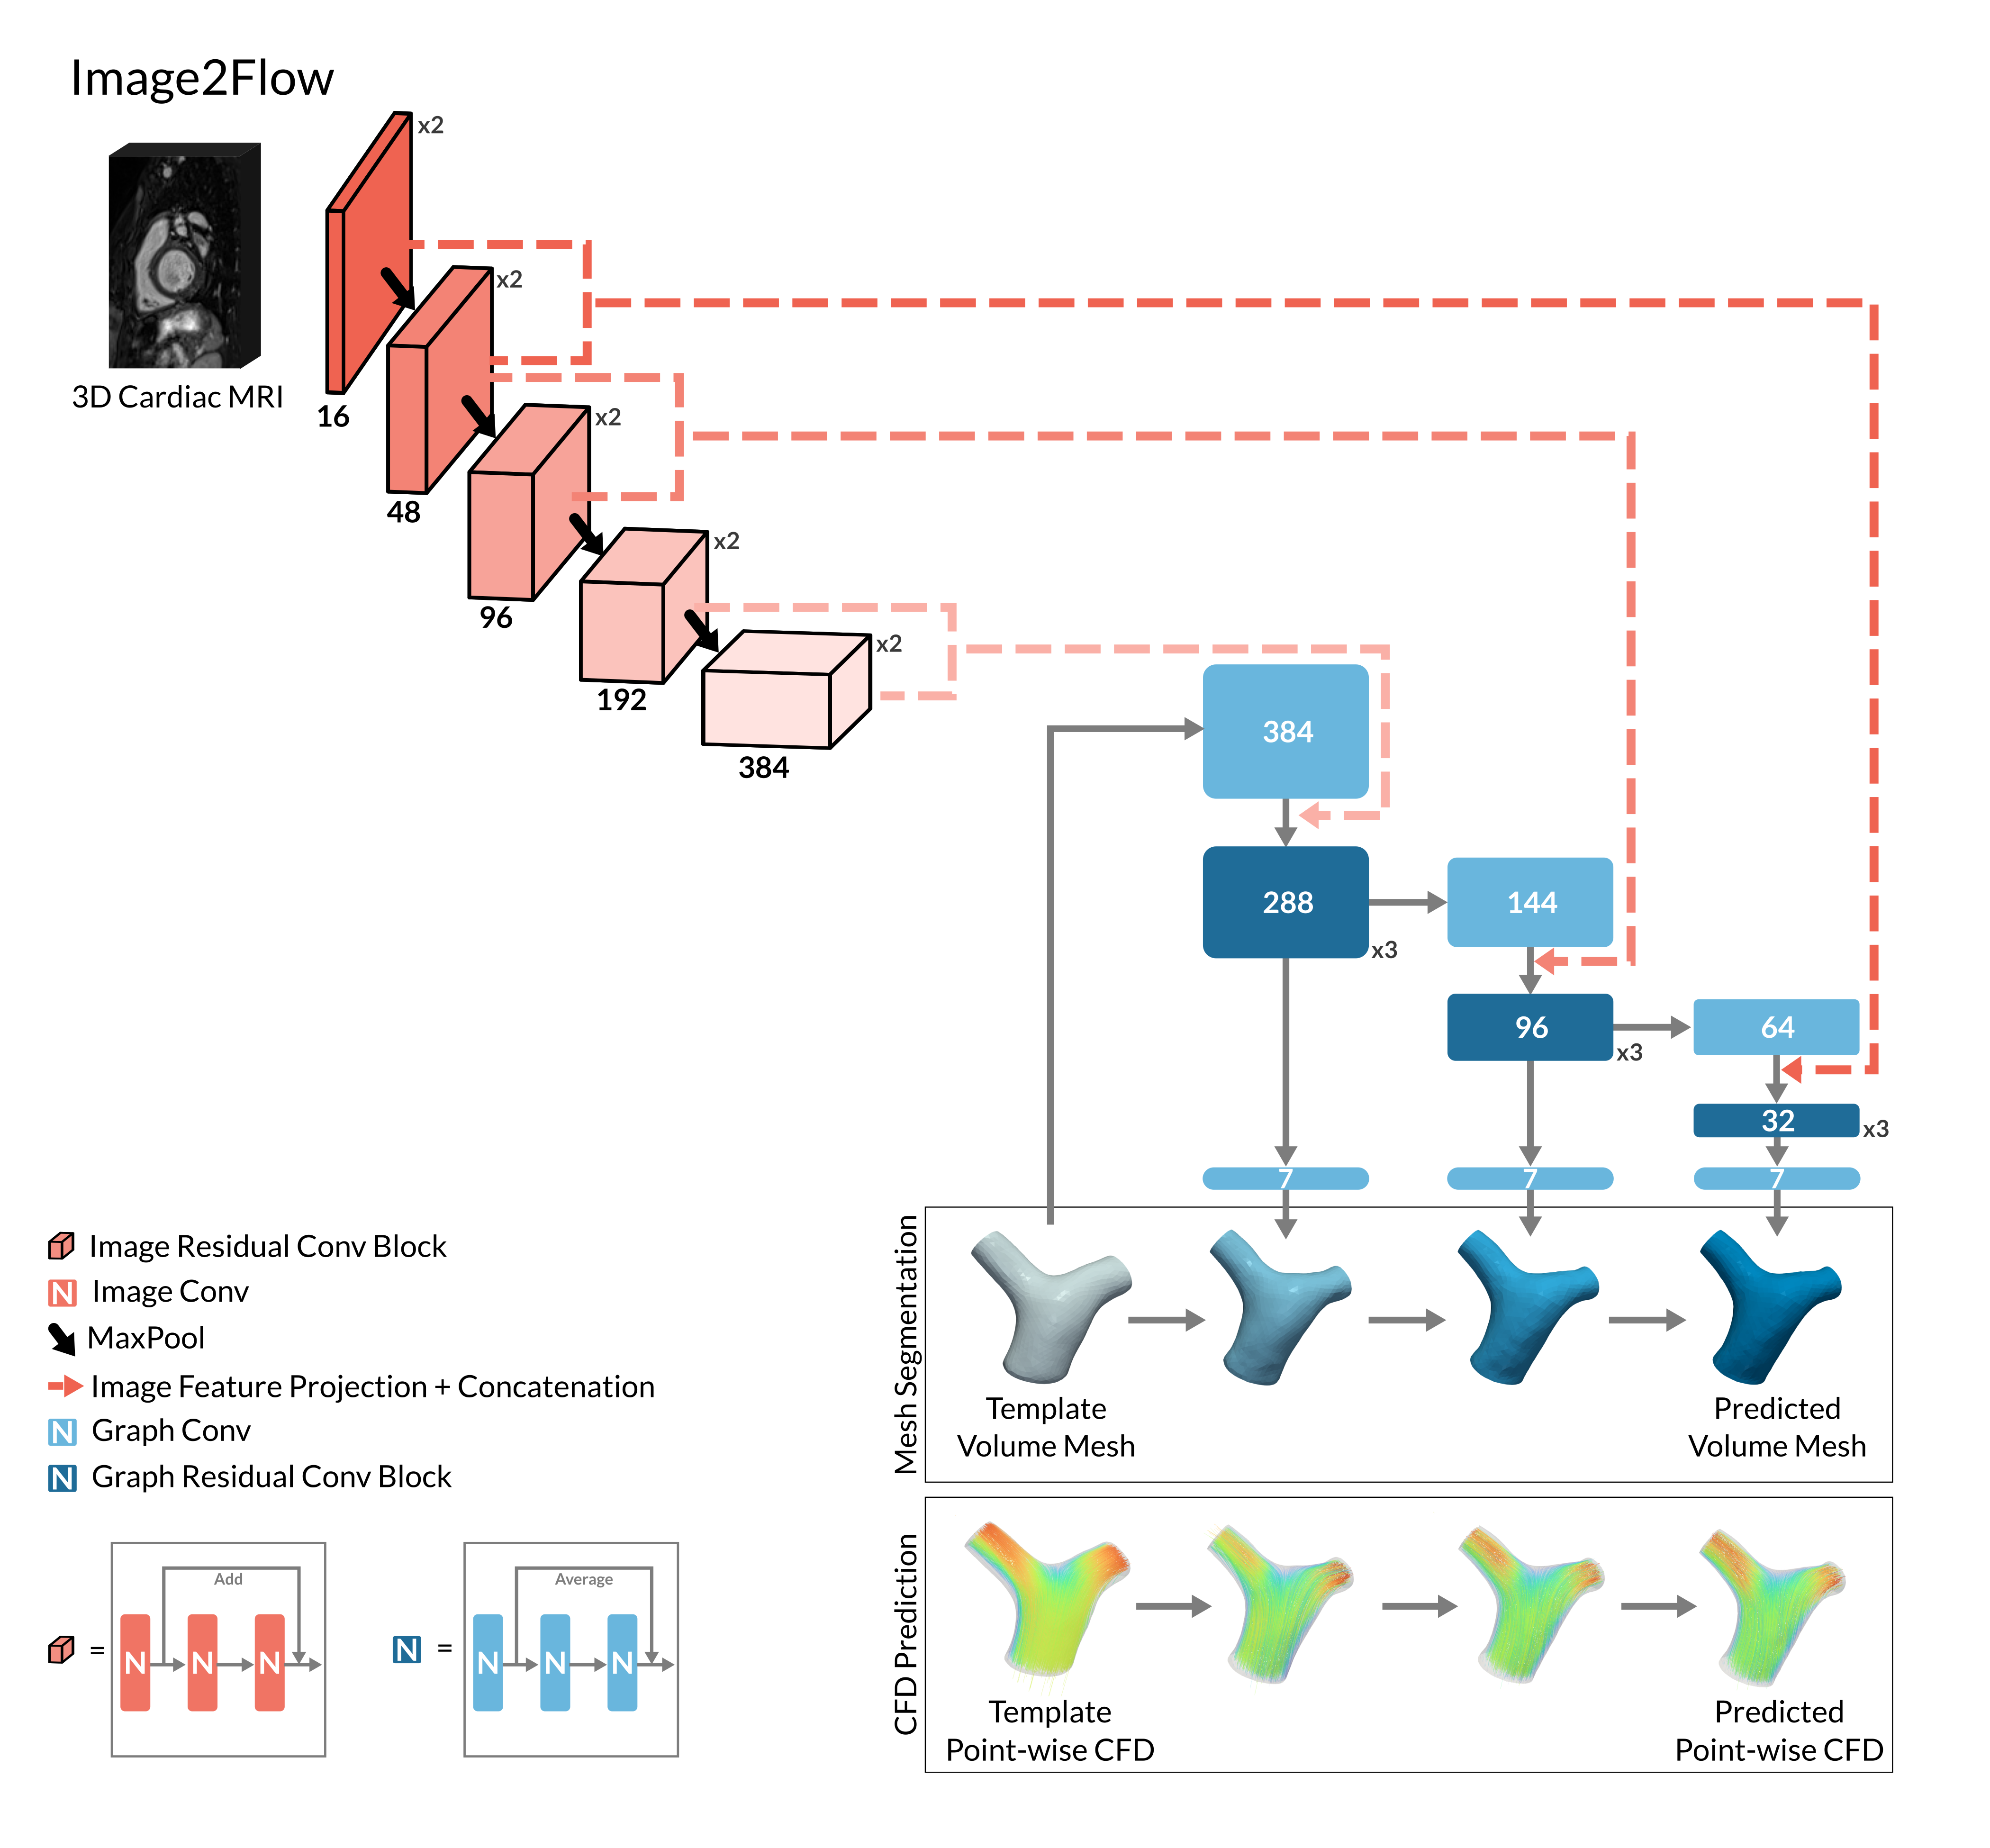 Image2Flow
x2
x2
3D Cardiac MRI
16
x2
48
x2
96
x2
192
384
384
288
x3
144
96
x3
64
32
x3
7
7
7
Image Residual Conv Block
N Image Conv
MaxPool
Image Feature Projection + Concatenation
N Graph Conv
N Graph Residual Conv Block
Mesh Segmentation
Template
Volume Mesh
Predicted
Volume Mesh
=
Add
N N N
N =
Average
N N N
CFD Prediction
Template
Point-wise CFD
Predicted
Point-wise CFD